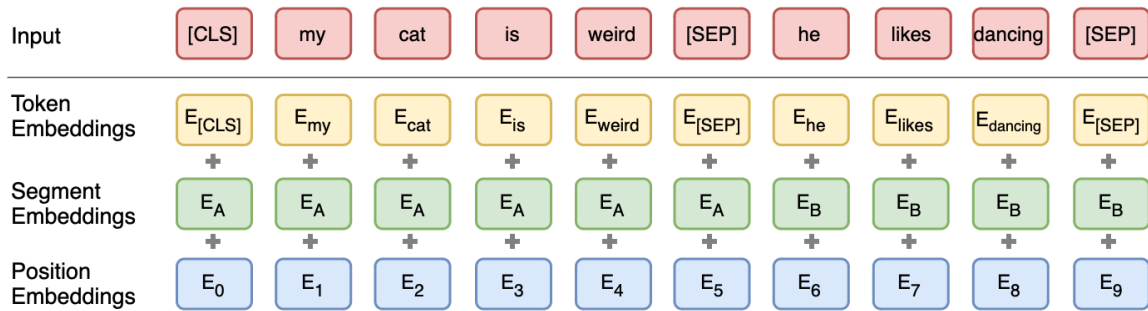 Input [CLS] my cat is weird [SEP] he likes dancing [SEP]
Token Embeddings E[CLS] Emy Ecat Eis Eweird E[SEP] Ehe Elikes Edancing E[SEP]
+ + + + + + + + + +
Segment Embeddings EA EA EA EA EA EA EB EB EB EB
+ + + + + + + + + +
Position Embeddings E0 E1 E2 E3 E4 E5 E6 E7 E8 E9